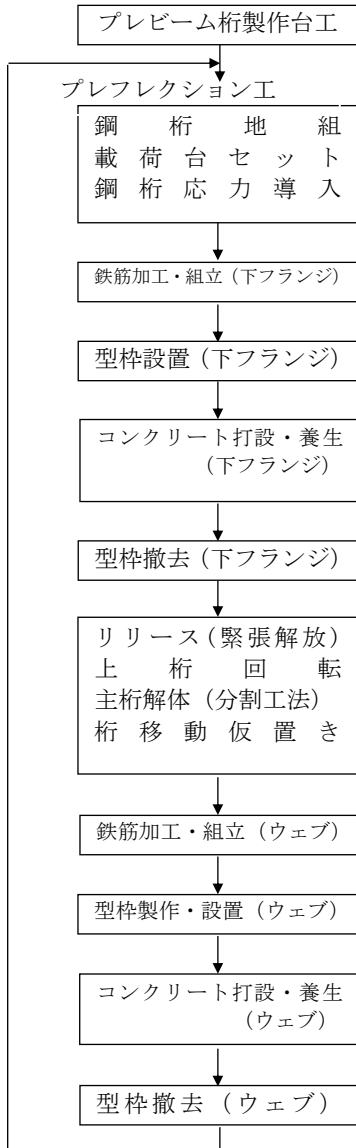 プレビーム桁製作台工
プレフレクション工
鋼桁地組
載荷台セット
鋼桁応力導入
鉄筋加工・組立（下フランジ）
型枠設置（下フランジ）
コンクリート打設・養生
（下フランジ）
型枠撤去（下フランジ）
リリース（緊張解放）
上桁回転
主桁解体（分割工法）
桁移動仮置き
鉄筋加工・組立（ウェブ）
型枠製作・設置（ウェブ）
コンクリート打設・養生
（ウェブ）
型枠撤去（ウェブ）